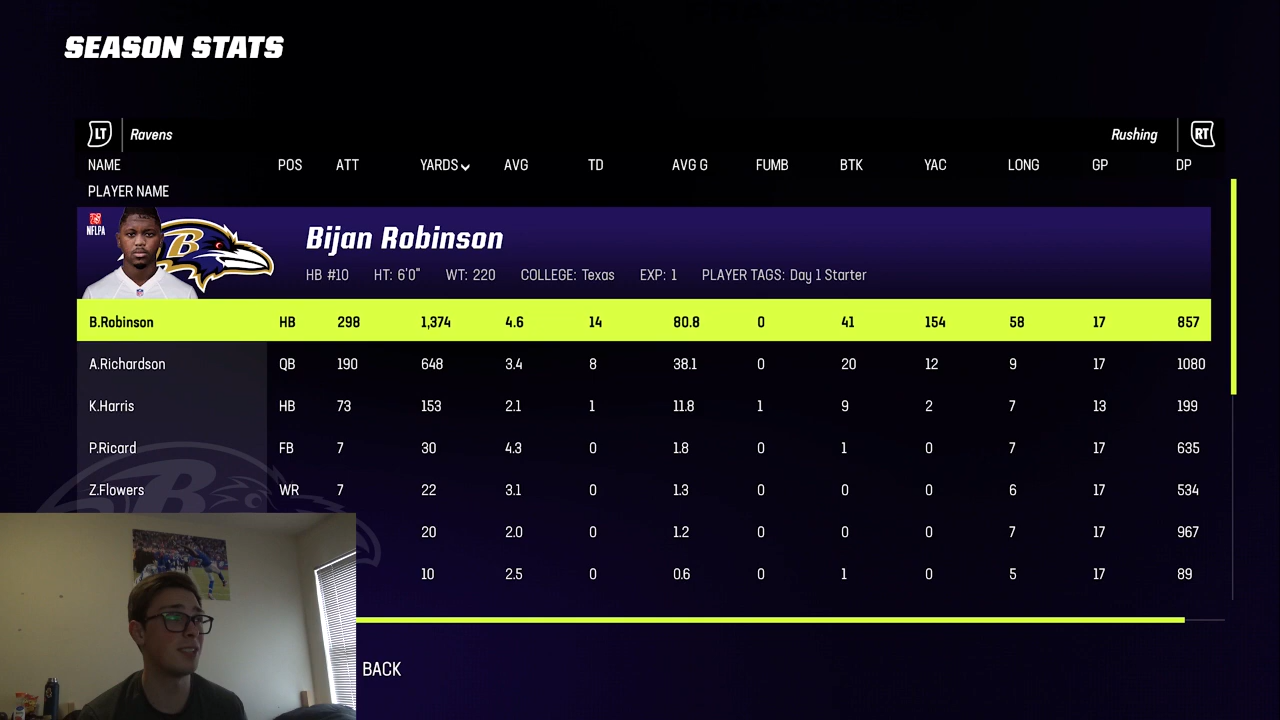 SEASON STATS
LT Ravens Rushing RT
NAME POS ATT YARDS AVG TD AVG G FUMB BTK YAC LONG GP DP
PLAYER NAME
NFLPA
B
Bijan Robinson
HB #10 HT: 6'0" WT: 220 COLLEGE: Texas EXP: 1 PLAYER TAGS: Day 1 Starter
B.Robinson HB 298 1,374 4.6 14 80.8 0 41 154 58 17 857
A.Richardson QB 190 648 3.4 8 38.1 0 20 12 9 17 1080
K.Harris HB 73 153 2.1 1 11.8 1 9 2 7 13 199
P.Ricard FB 7 30 4.3 0 1.8 0 1 0 7 17 635
Z.Flowers WR 7 22 3.1 0 1.3 0 0 0 6 17 534
20 2.0 0 1.2 0 0 0 7 17 967
10 2.5 0 0.6 0 1 0 5 17 89
BACK